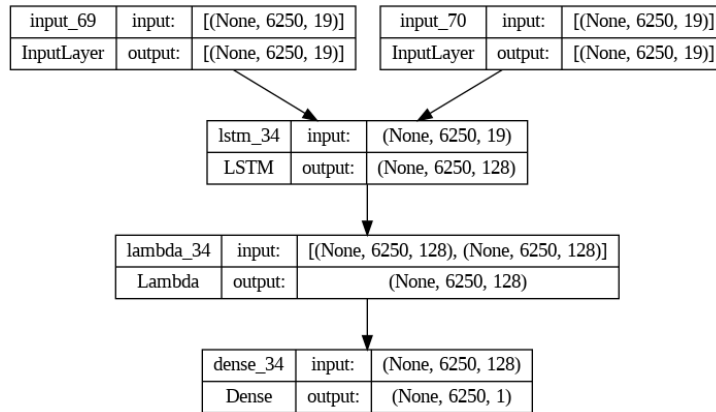 input_69 input: [(None, 6250, 19)]
InputLayer output: [(None, 6250, 19)]
input_70 input: [(None, 6250, 19)]
InputLayer output: [(None, 6250, 19)]
lstm_34 input: (None, 6250, 19)
LSTM output: (None, 6250, 128)
lambda_34 input: [(None, 6250, 128), (None, 6250, 128)]
Lambda output: (None, 6250, 128)
dense_34 input: (None, 6250, 128)
Dense output: (None, 6250, 1)